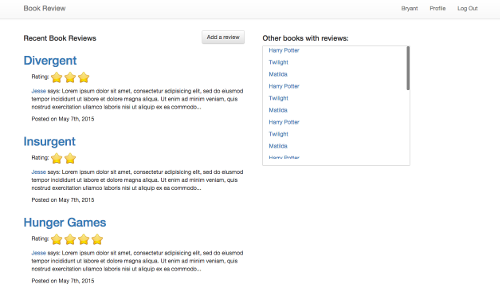 Book Review
Bryant Profile Log Out
Recent Book Reviews
Add a review
Divergent
Rating:
Jesse says: Lorem ipsum dolor sit amet, consectetur adipisicing elit, sed do eiusmod
tempor incididunt ut labore et dolore magna aliqua. Ut enim ad minim veniam, quis
nostrud exercitation ullamco laboris nisi ut aliquip ex ea commodo...
Posted on May 7th, 2015
Insurgent
Rating:
Jesse says: Lorem ipsum dolor sit amet, consectetur adipisicing elit, sed do eiusmod
tempor incididunt ut labore et dolore magna aliqua. Ut enim ad minim veniam, quis
nostrud exercitation ullamco laboris nisi ut aliquip ex ea commodo...
Posted on May 7th, 2015
Hunger Games
Rating:
Jesse says: Lorem ipsum dolor sit amet, consectetur adipisicing elit, sed do eiusmod
tempor incididunt ut labore et dolore magna aliqua. Ut enim ad minim veniam, quis
nostrud exercitation ullamco laboris nisi ut aliquip ex ea commodo...
Posted on May 7th, 2015
Other books with reviews:
Harry Potter
Twilight
Matilda
Harry Potter
Twilight
Matilda
Harry Potter
Twilight
Matilda
Harry Potter